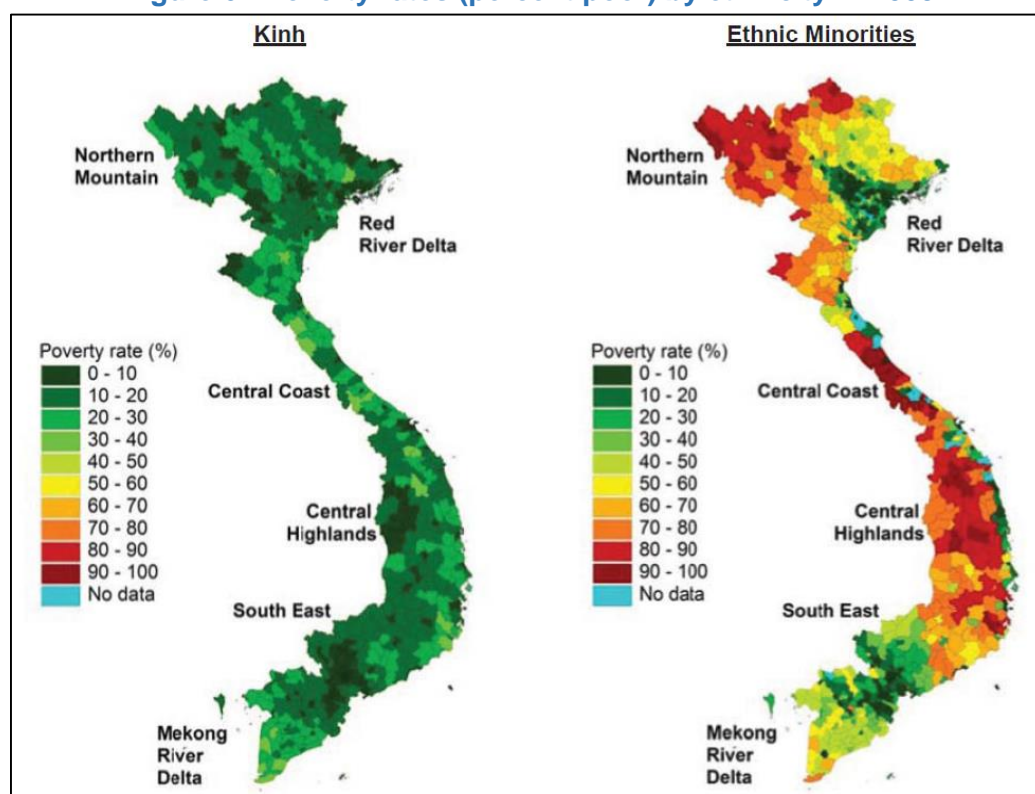 Kinh
Northern
Mountain
Red
River Delta
Poverty rate (%)
0 - 10
10 - 20
20 - 30
30 - 40
40 - 50
50 - 60
60 - 70
70 - 80
80 - 90
90 - 100
No data
Central Coast
Central
Highlands
South East
Mekong
River
Delta
Ethnic Minorities
Northern
Mountain
Red
River Delta
Poverty rate (%)
0 - 10
10 - 20
20 - 30
30 - 40
40 - 50
50 - 60
60 - 70
70 - 80
80 - 90
90 - 100
No data
Central Coast
Central
Highlands
South East
Mekong
River
Delta